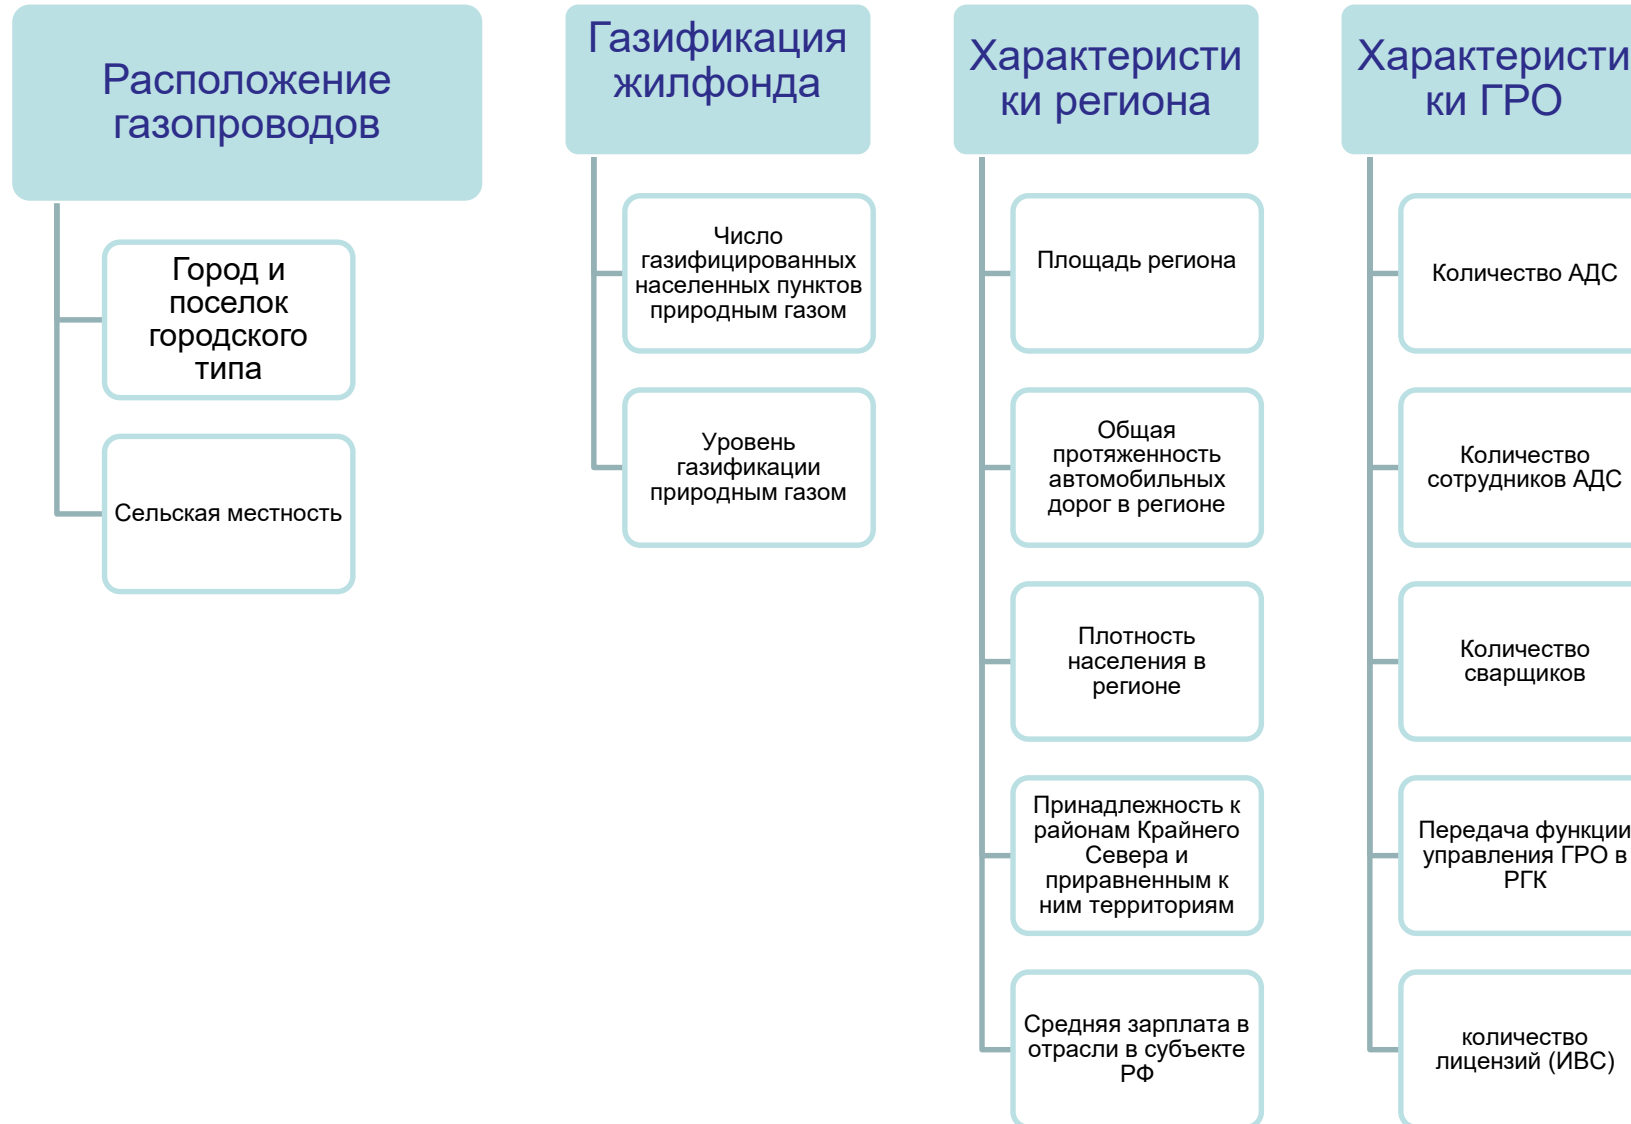 Расположение
газопроводов
Город и
поселок
городского
типа
Сельская местность
Газификация
жилфонда
Число
газифицированных
населенных пунктов
природным газом
Уровень
газификации
природным газом
Характеристи
ки региона
Площадь региона
Общая
протяженность
автомобильных
дорог в регионе
Плотность
населения в
регионе
Принадлежность к
районам Крайнего
Севера и
приравненным к
ним территориям
Средняя зарплата в
отрасли в субъекте
РФ
Характеристи
ки ГРО
Количество АДС
Количество
сотрудников АДС
Количество
сварщиков
Передача функции
управления ГРО в
РГК
количество
лицензий (ИВС)